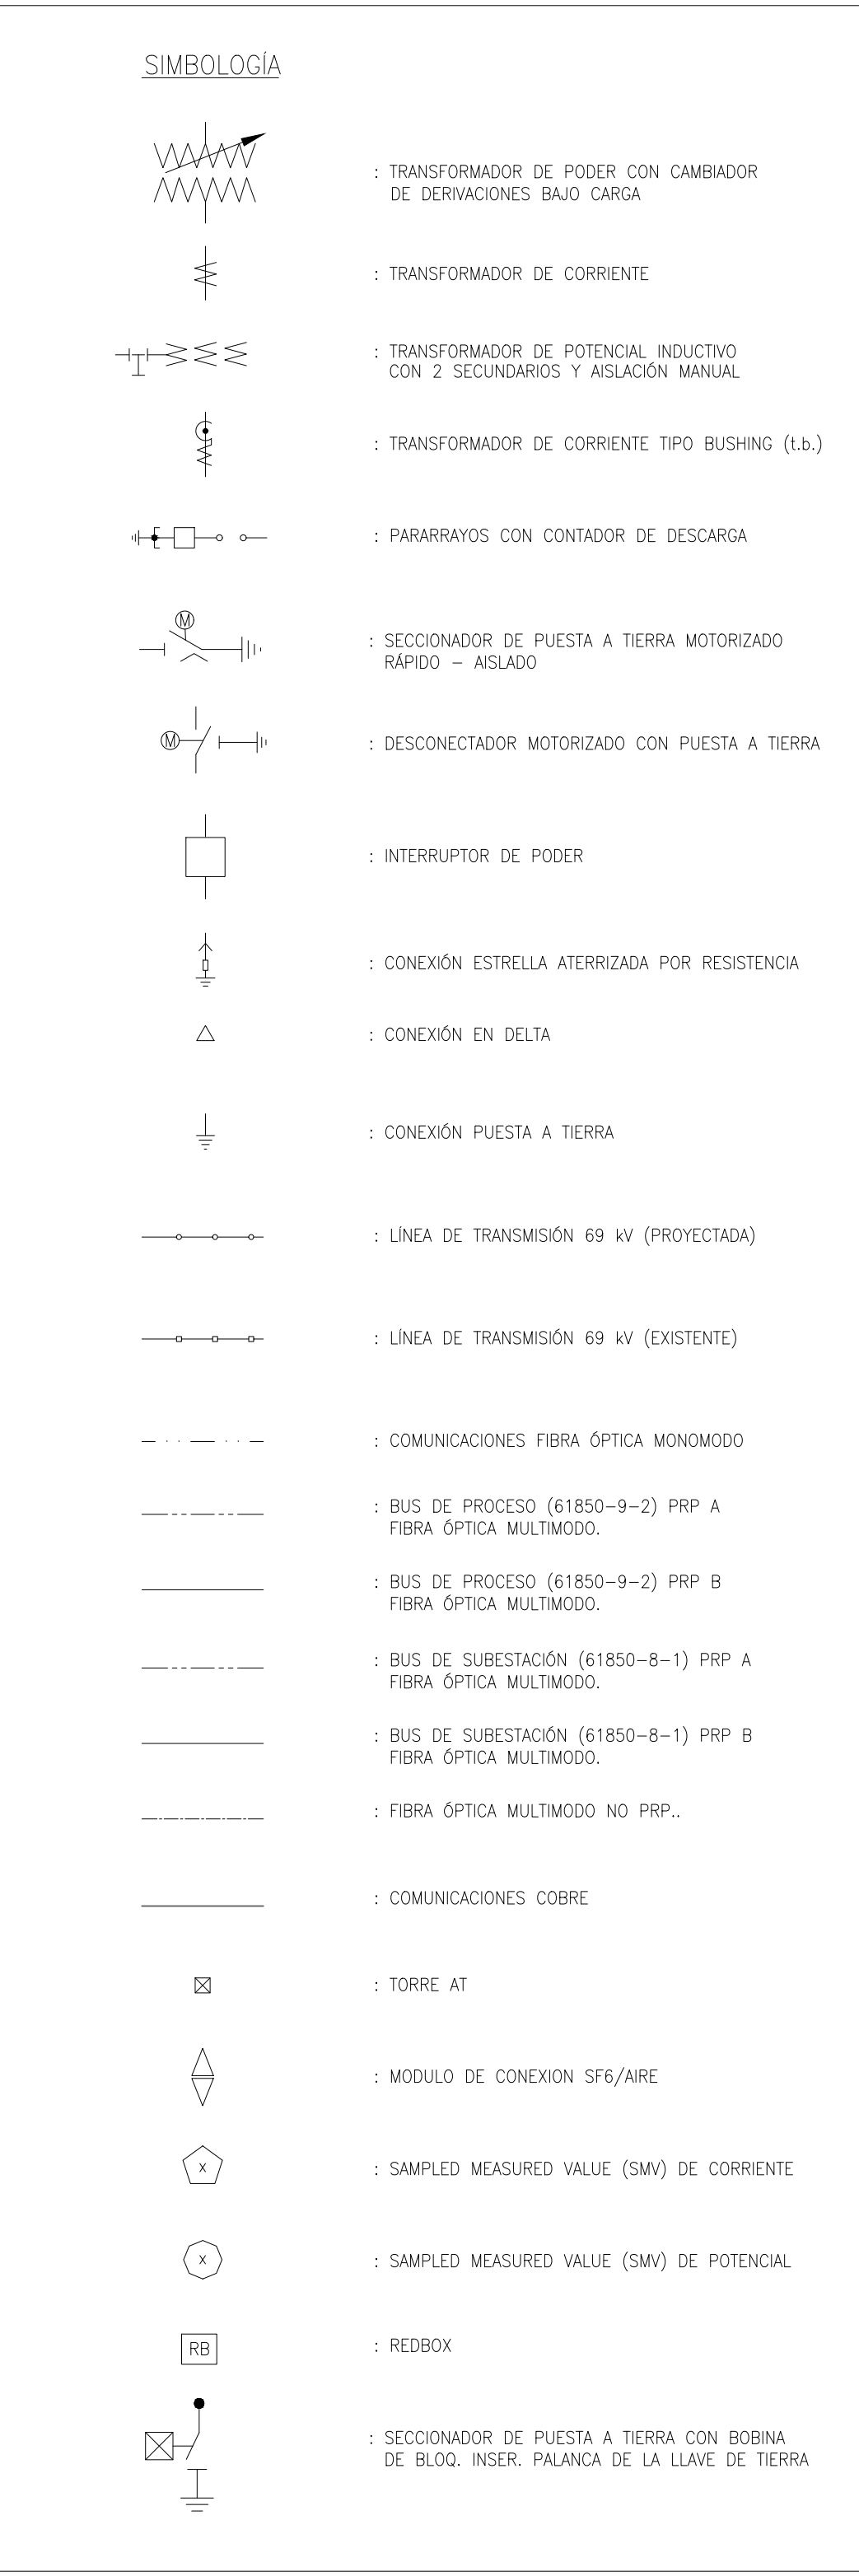 SIMBOLOGÍA
: TRANSFORMADOR DE PODER CON CAMBIADOR
DE DERIVACIONES BAJO CARGA
: TRANSFORMADOR DE CORRIENTE
: TRANSFORMADOR DE POTENCIAL INDUCTIVO
CON 2 SECUNDARIOS Y AISLACIÓN MANUAL
: TRANSFORMADOR DE CORRIENTE TIPO BUSHING (t.b.)
: PARARRAYOS CON CONTADOR DE DESCARGA
M
: SECCIONADOR DE PUESTA A TIERRA MOTORIZADO
RÁPIDO – AISLADO
M
: DESCONECTADOR MOTORIZADO CON PUESTA A TIERRA
: INTERRUPTOR DE PODER
: CONEXIÓN ESTRELLA ATERRIZADA POR RESISTENCIA
: CONEXIÓN EN DELTA
: CONEXIÓN PUESTA A TIERRA
: LÍNEA DE TRANSMISIÓN 69 kV (PROYECTADA)
: LÍNEA DE TRANSMISIÓN 69 kV (EXISTENTE)
: COMUNICACIONES FIBRA ÓPTICA MONOMODO
: BUS DE PROCESO (61850–9–2) PRP A
FIBRA ÓPTICA MULTIMODO.
: BUS DE PROCESO (61850–9–2) PRP B
FIBRA ÓPTICA MULTIMODO.
: BUS DE SUBESTACIÓN (61850–8–1) PRP A
FIBRA ÓPTICA MULTIMODO.
: BUS DE SUBESTACIÓN (61850–8–1) PRP B
FIBRA ÓPTICA MULTIMODO.
: FIBRA ÓPTICA MULTIMODO NO PRP..
: COMUNICACIONES COBRE
: TORRE AT
: MODULO DE CONEXION SF6/AIRE
x : SAMPLED MEASURED VALUE (SMV) DE CORRIENTE
x : SAMPLED MEASURED VALUE (SMV) DE POTENCIAL
RB : REDBOX
: SECCIONADOR DE PUESTA A TIERRA CON BOBINA
DE BLOQ. INSER. PALANCA DE LA LLAVE DE TIERRA